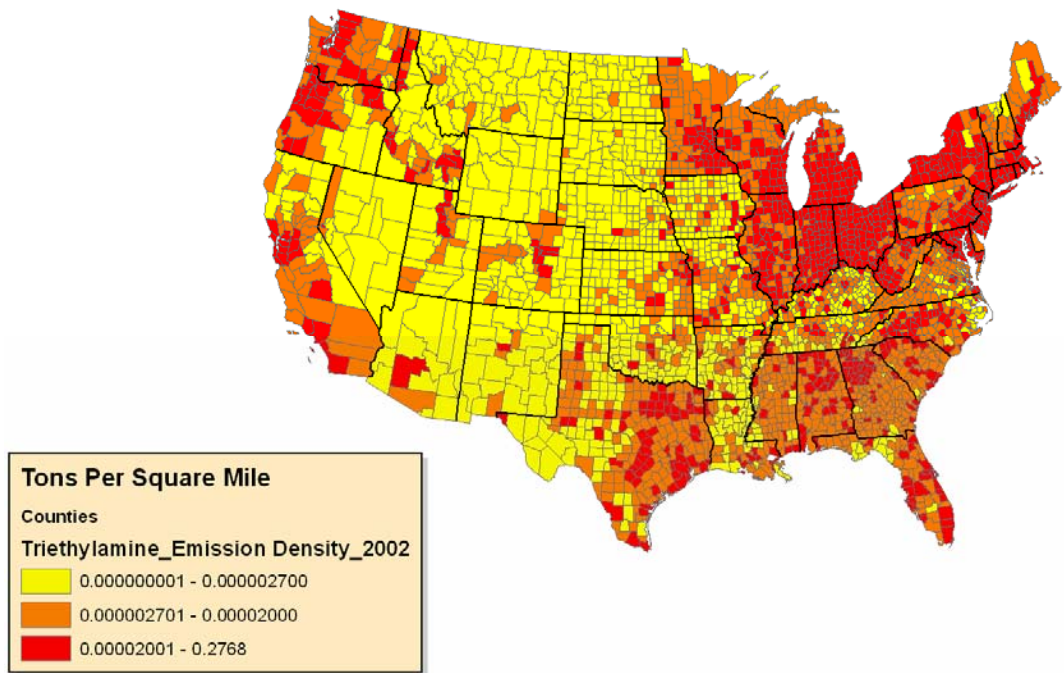 Tons Per Square Mile
Counties
Triethylamine_Emission Density_2002
0.000000001 - 0.000002700
0.000002701 - 0.00002000
0.00002001 - 0.2768